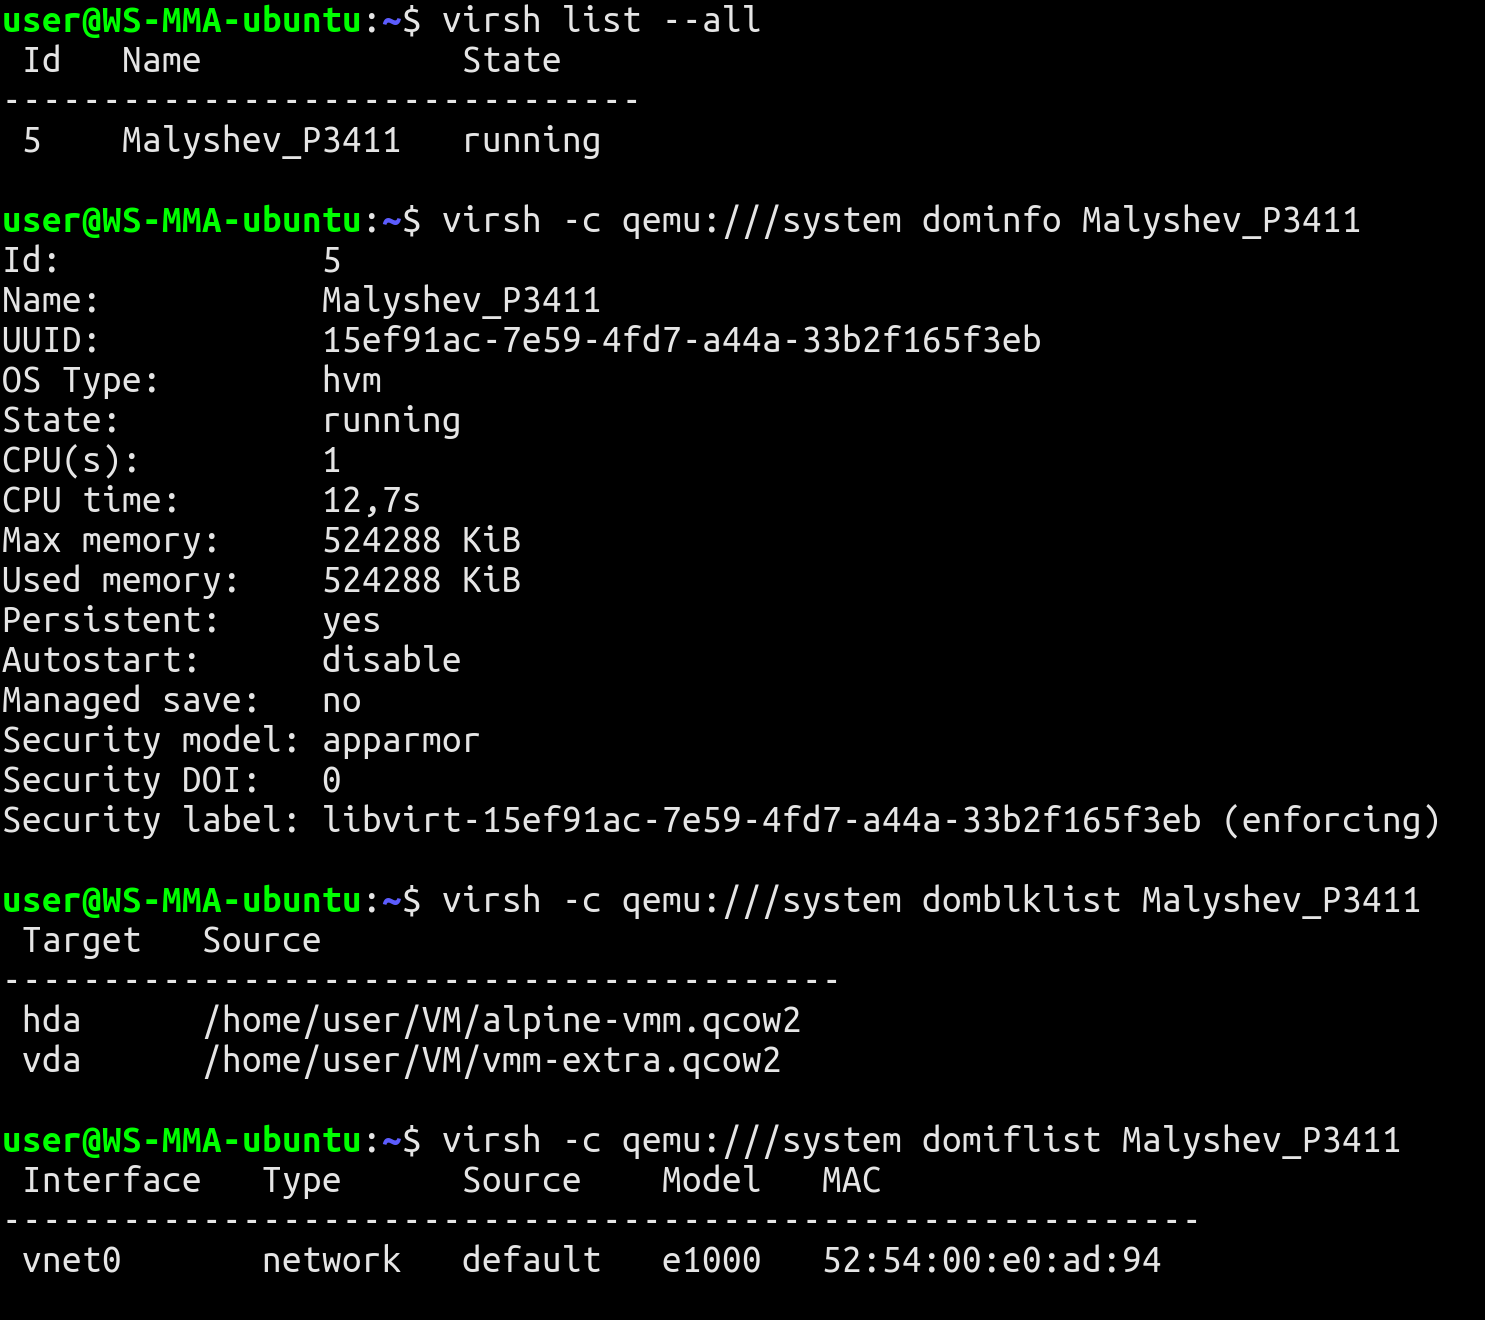 user@WS-MMA-ubuntu:~$ virsh list --all
 Id   Name             State
--------------------------------
 5    Malyshev_P3411   running

user@WS-MMA-ubuntu:~$ virsh -c qemu:///system dominfo Malyshev_P3411
Id:             5
Name:           Malyshev_P3411
UUID:           15ef91ac-7e59-4fd7-a44a-33b2f165f3eb
OS Type:        hvm
State:          running
CPU(s):         1
CPU time:       12,7s
Max memory:     524288 KiB
Used memory:    524288 KiB
Persistent:     yes
Autostart:      disable
Managed save:   no
Security model: apparmor
Security DOI:   0
Security label: libvirt-15ef91ac-7e59-4fd7-a44a-33b2f165f3eb (enforcing)

user@WS-MMA-ubuntu:~$ virsh -c qemu:///system domblklist Malyshev_P3411
 Target   Source
------------------------------------------
 hda      /home/user/VM/alpine-vmm.qcow2
 vda      /home/user/VM/vmm-extra.qcow2

user@WS-MMA-ubuntu:~$ virsh -c qemu:///system domiflist Malyshev_P3411
 Interface   Type      Source    Model   MAC
------------------------------------------------------------
 vnet0       network   default   e1000   52:54:00:e0:ad:94